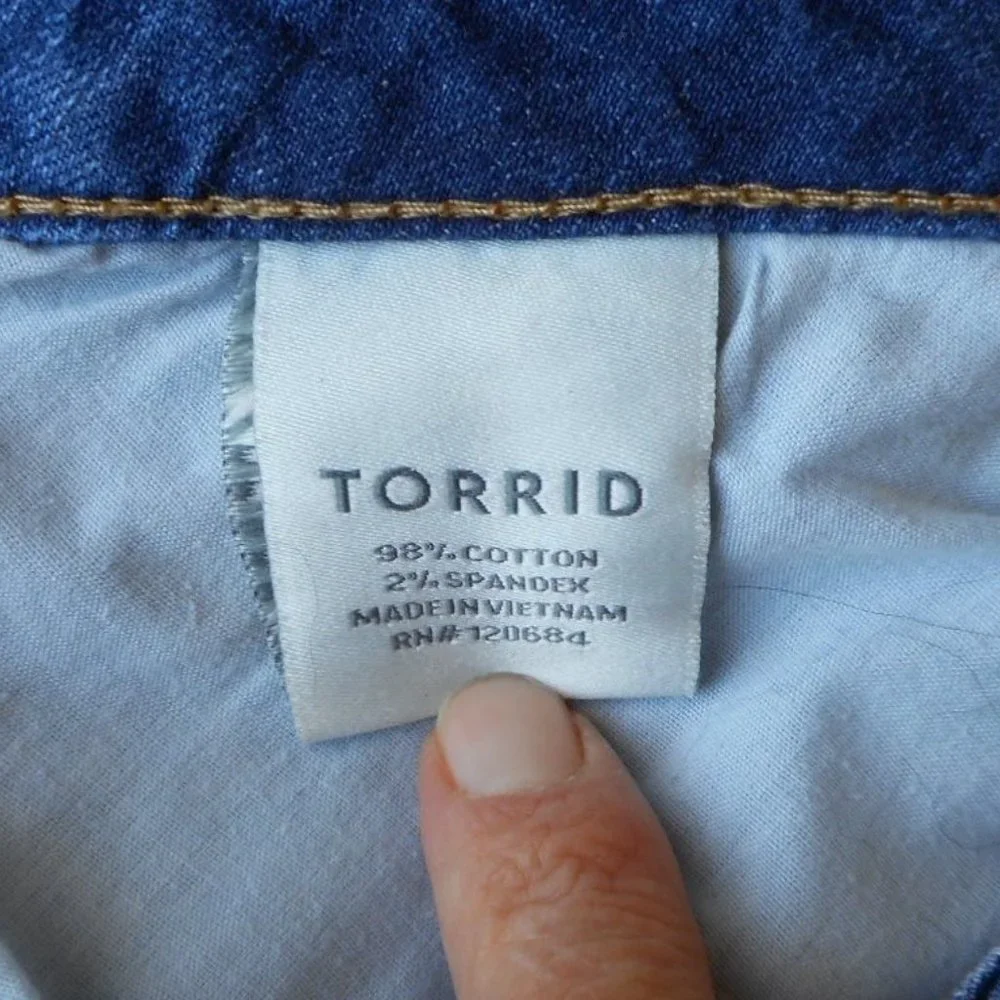 TORRID
98% COTTON
2% SPANDEX
MADE IN VIETNAM
RN# 120684